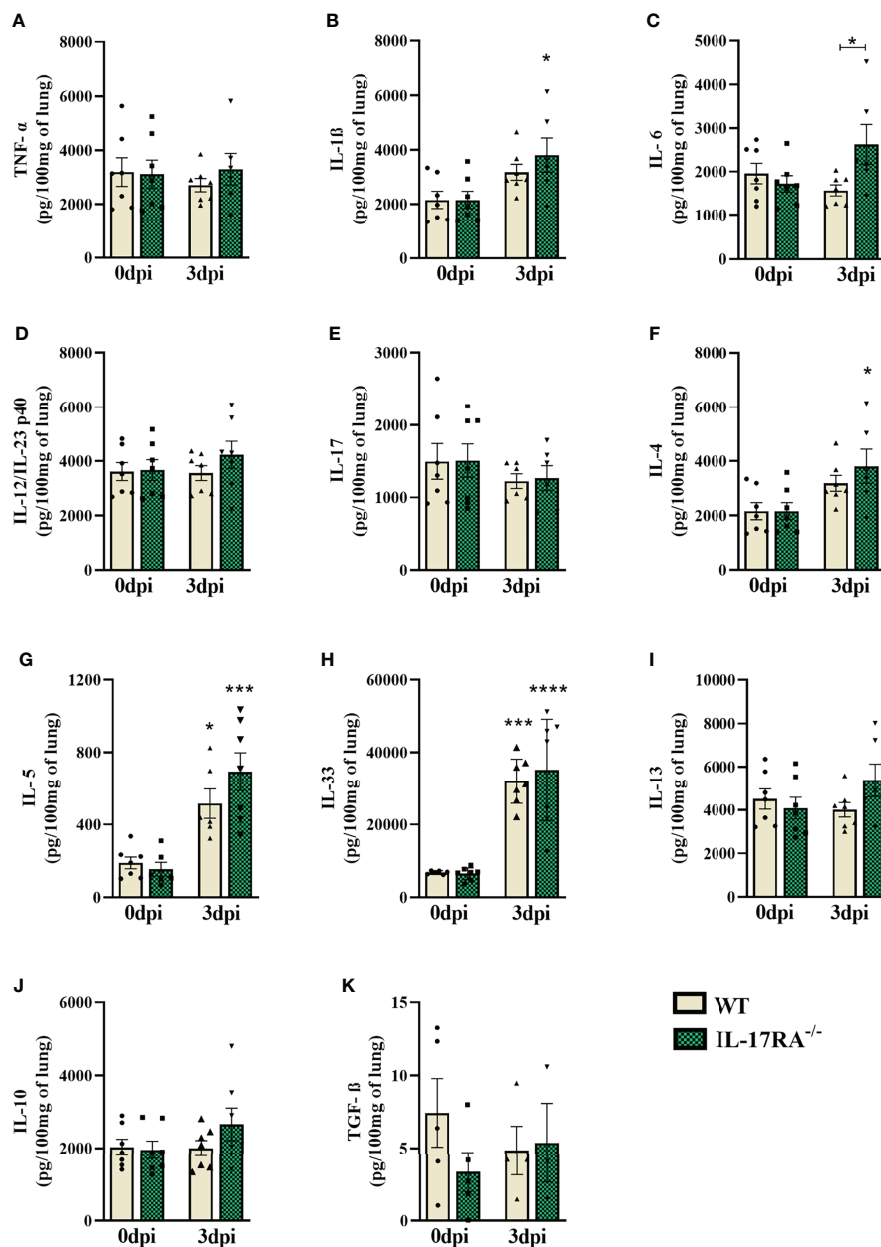 A
TNF- α
(pg/100mg of lung)
8000
6000
4000
2000
0
0dpi 3dpi
B
IL-1ß
(pg/100mg of lung)
8000
6000
4000
2000
0
*
0dpi 3dpi
C
IL- 6
(pg/100mg of lung)
5000
4000
3000
2000
1000
0
*
0dpi 3dpi
D
IL-12/IL-23 p40
(pg/100mg of lung)
8000
6000
4000
2000
0
0dpi 3dpi
E
IL-17
(pg/100mg of lung)
3000
2000
1000
0
0dpi 3dpi
F
IL-4
(pg/100mg of lung)
8000
6000
4000
2000
0
*
0dpi 3dpi
G
IL- 5
(pg/100mg of lung)
1200
800
400
0
* ***
0dpi 3dpi
H
IL-33
(pg/100mg of lung)
60000
40000
20000
0
*** ****
0dpi 3dpi
I
IL-13
(pg/100mg of lung)
10000
8000
6000
4000
2000
0
0dpi 3dpi
J
IL-10
(pg/100mg of lung)
6000
4000
2000
0
0dpi 3dpi
K
TGF- ß
(pg/100mg of lung)
15
10
5
0
0dpi 3dpi
WT
IL-17RA⁻/⁻